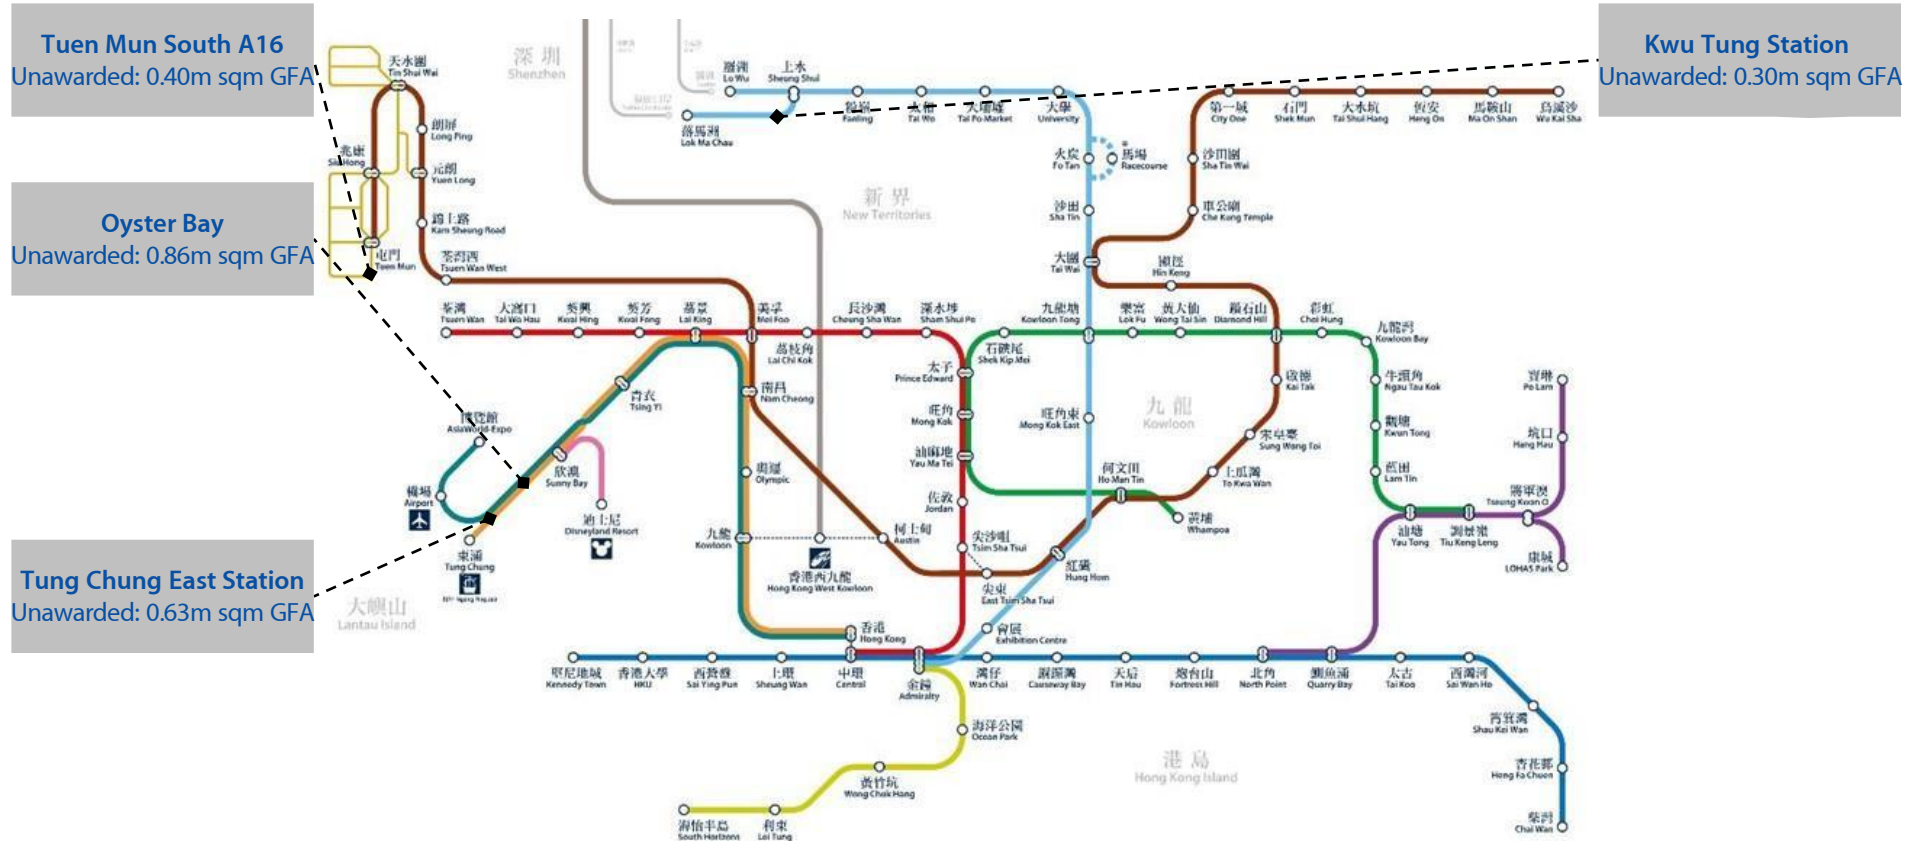 Tuen Mun South A16
Unawarded: 0.40m sqm GFA
Oyster Bay
Unawarded: 0.86m sqm GFA
Tung Chung East Station
Unawarded: 0.63m sqm GFA
Kwu Tung Station
Unawarded: 0.30m sqm GFA
深圳
Shenzhen
新界
New Territories
九龍
Kowloon
大嶼山
Lantau Island
港島
Hong Kong Island
天水圍
Tin Shui Wai
朗屏
Long Ping
兆康
Siu Hong
元朗
Yuen Long
錦上路
Kam Sheung Road
屯門
Tuen Mun
荃灣西
Tsuen Wan West
羅湖
Lo Wu
上水
Sheung Shui
落馬洲
Lok Ma Chau
粉嶺
Fanling
太和
Tai Wo
大埔墟
Tai Po Market
大學
University
火炭
Fo Tan
馬場
Racecourse
沙田
Sha Tin
大圍
Tai Wai
第一城
City One
石門
Shek Mun
大水坑
Tai Shui Hang
恆安
Heng On
馬鞍山
Ma On Shan
烏溪沙
Wu Kai Sha
沙田圍
Sha Tin Wai
車公廟
Che Kung Temple
顯徑
Hin Keng
荃灣
Tsuen Wan
大窩口
Tai Wo Hau
葵興
Kwai Hing
葵芳
Kwai Fong
荔景
Lai King
美孚
Mei Foo
荔枝角
Lai Chi Kok
長沙灣
Cheung Sha Wan
深水埗
Sham Shui Po
石硤尾
Shek Kip Mei
九龍塘
Kowloon Tong
樂富
Lok Fu
黃大仙
Wong Tai Sin
鑽石山
Diamond Hill
彩虹
Choi Hung
九龍灣
Kowloon Bay
太子
Prince Edward
旺角
Mong Kok
油麻地
Yau Ma Tei
佐敦
Jordan
尖沙咀
Tsim Sha Tsui
尖東
East Tsim Sha Tsui
旺角東
Mong Kok East
南昌
Nam Cheong
奧運
Olympic
九龍
Kowloon
香港西九龍
Hong Kong West Kowloon
柯士甸
Austin
青衣
Tsing Yi
博覽館
AsiaWorld-Expo
機場
Airport
欣澳
Sunny Bay
迪士尼
Disneyland Resort
東涌
Tung Chung
啟德
Kai Tak
宋皇臺
Sung Wong Toi
土瓜灣
To Kwa Wan
何文田
Ho Man Tin
黃埔
Whampoa
紅磡
Hung Hom
會展
Exhibition Centre
牛頭角
Ngau Tau Kok
觀塘
Kwun Tong
藍田
Lam Tin
油塘
Yau Tong
調景嶺
Tiu Keng Leng
將軍澳
Tseung Kwan O
坑口
Hang Hau
寶琳
Po Lam
康城
LOHAS Park
香港
Hong Kong
堅尼地城
Kennedy Town
香港大學
HKU
西營盤
Sai Ying Pun
上環
Sheung Wan
中環
Central
金鐘
Admiralty
灣仔
Wan Chai
銅鑼灣
Causeway Bay
天后
Tin Hau
炮台山
Fortress Hill
北角
North Point
鰂魚涌
Quarry Bay
太古
Tai Koo
西灣河
Sai Wan Ho
筲箕灣
Shau Kei Wan
杏花邨
Heng Fa Chuen
柴灣
Chai Wan
海洋公園
Ocean Park
黃竹坑
Wong Chuk Hang
利東
Lei Tung
海怡半島
South Horizons